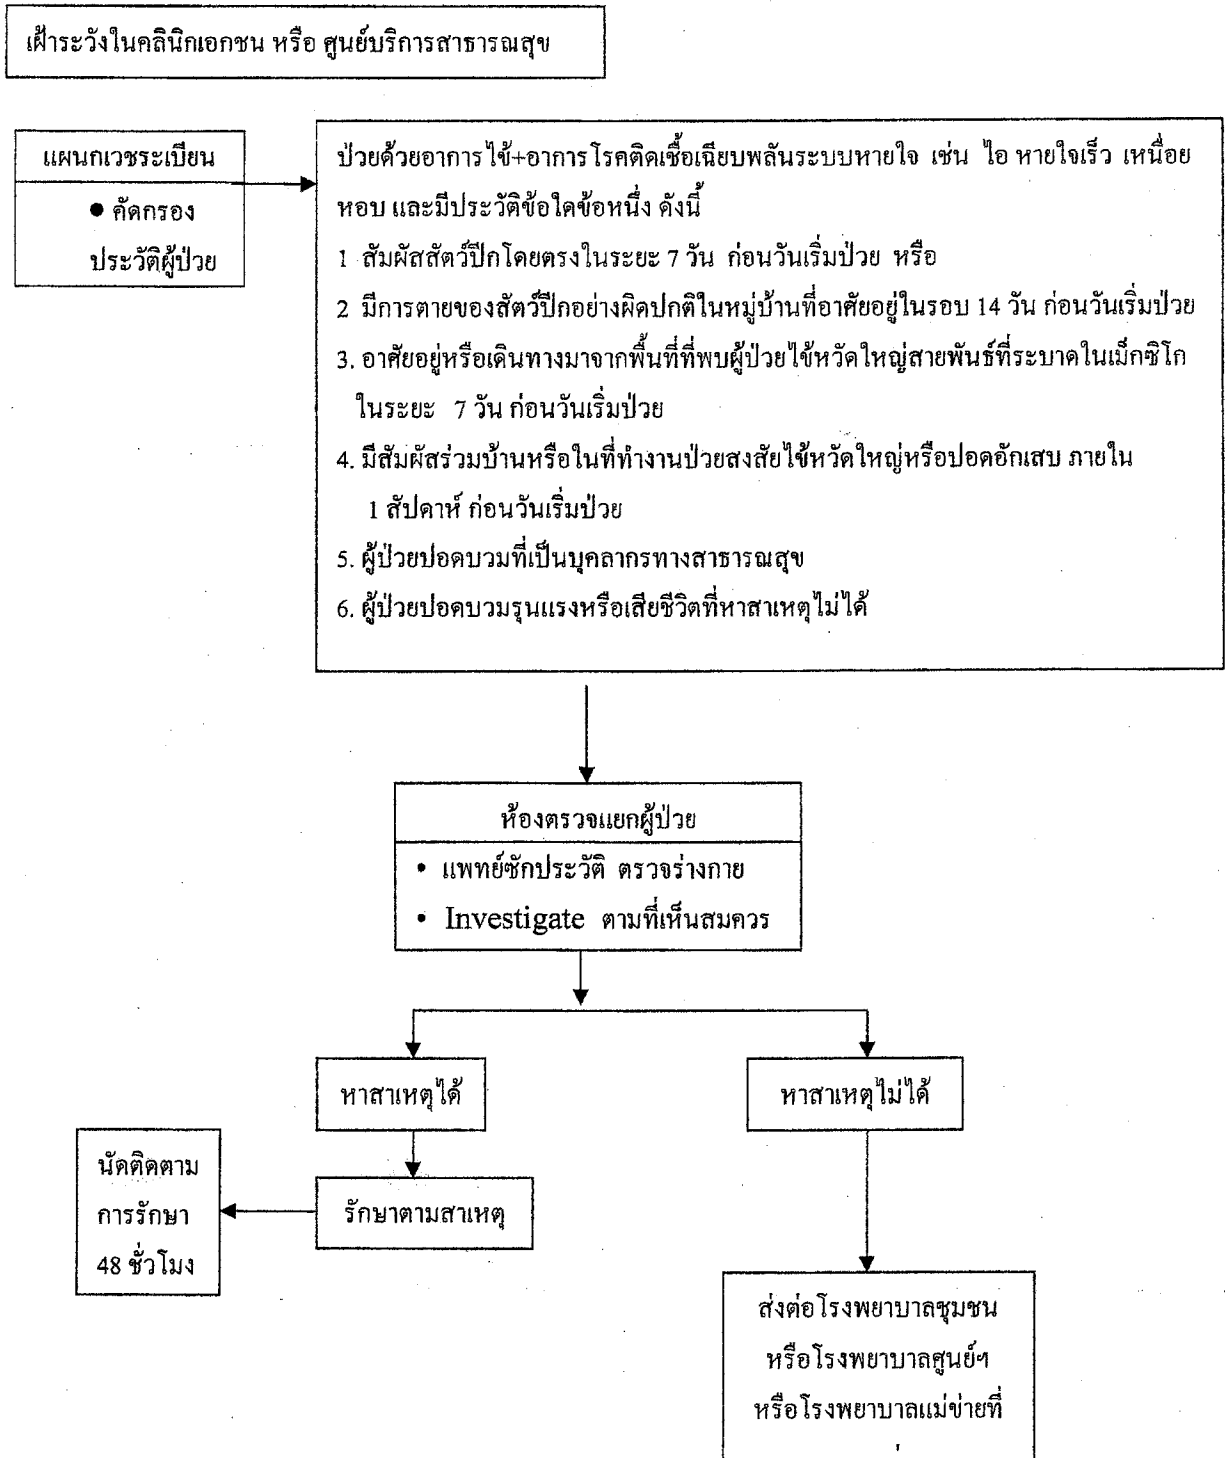 เฝ้าระวังในคลินิกเอกชน หรือ ศูนย์บริการสาธารณสุข
แผนกเวชระเบียน
● คัดกรอง
ประวัติผู้ป่วย
ป่วยด้วยอาการไข้+อาการโรคติดเชื้อเฉียบพลันระบบหายใจ เช่น ไอ หายใจเร็ว เหนื่อย
หอบ และมีประวัติข้อใดข้อหนึ่ง ดังนี้
1 สัมผัสสัตว์ปีกโดยตรงในระยะ 7 วัน ก่อนวันเริ่มป่วย หรือ
2 มีการตายของสัตว์ปีกอย่างผิดปกติในหมู่บ้านที่อาศัยอยู่ในรอบ 14 วัน ก่อนวันเริ่มป่วย
3. อาศัยอยู่หรือเดินทางมาจากพื้นที่ที่พบผู้ป่วยไข้หวัดใหญ่สายพันธ์ที่ระบาดในเม็กซิโก
ในระยะ 7 วัน ก่อนวันเริ่มป่วย
4. มีสัมผัสร่วมบ้านหรือในที่ทำงานป่วยสงสัยไข้หวัดใหญ่หรือปอดอักเสบ ภายใน
1 สัปดาห์ ก่อนวันเริ่มป่วย
5. ผู้ป่วยปอดบวมที่เป็นบุคลากรทางสาธารณสุข
6. ผู้ป่วยปอดบวมรุนแรงหรือเสียชีวิตที่หาสาเหตุไม่ได้
ห้องตรวจแยกผู้ป่วย
• แพทย์ซักประวัติ ตรวจร่างกาย
• Investigate ตามที่เห็นสมควร
หาสาเหตุได้
หาสาเหตุไม่ได้
นัดติดตาม
การรักษา
48 ชั่วโมง
รักษาตามสาเหตุ
ส่งต่อโรงพยาบาลชุมชน
หรือโรงพยาบาลศูนย์ฯ
หรือโรงพยาบาลแม่ข่ายที่